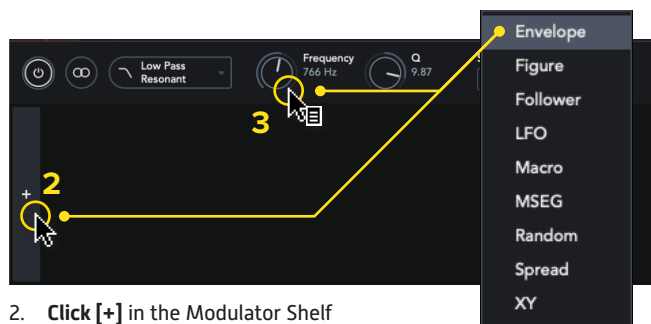 Envelope
Low Pass
Resonant
Frequency
766 Hz
Q
9.87
Figure
Follower
3
LFO
Macro
2
+
MSEG
Random
Spread
XY
2. Click [+] in the Modulator Shelf